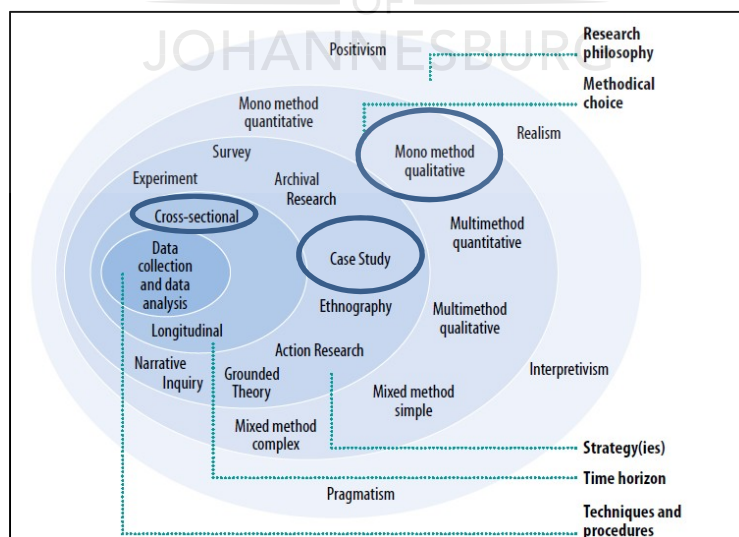 OF
JOHANNESBURG
Positivism
Research
philosophy
Methodical
choice
Mono method
quantitative
Realism
Mono method
qualitative
Survey
Experiment
Archival
Research
Cross-sectional
Multimethod
quantitative
Data
collection
and data
analysis
Case Study
Ethnography
Multimethod
qualitative
Longitudinal
Action Research
Narrative
Inquiry
Grounded
Theory
Interpretivism
Mixed method
simple
Mixed method
complex
Strategy(ies)
Time horizon
Pragmatism
Techniques and
procedures